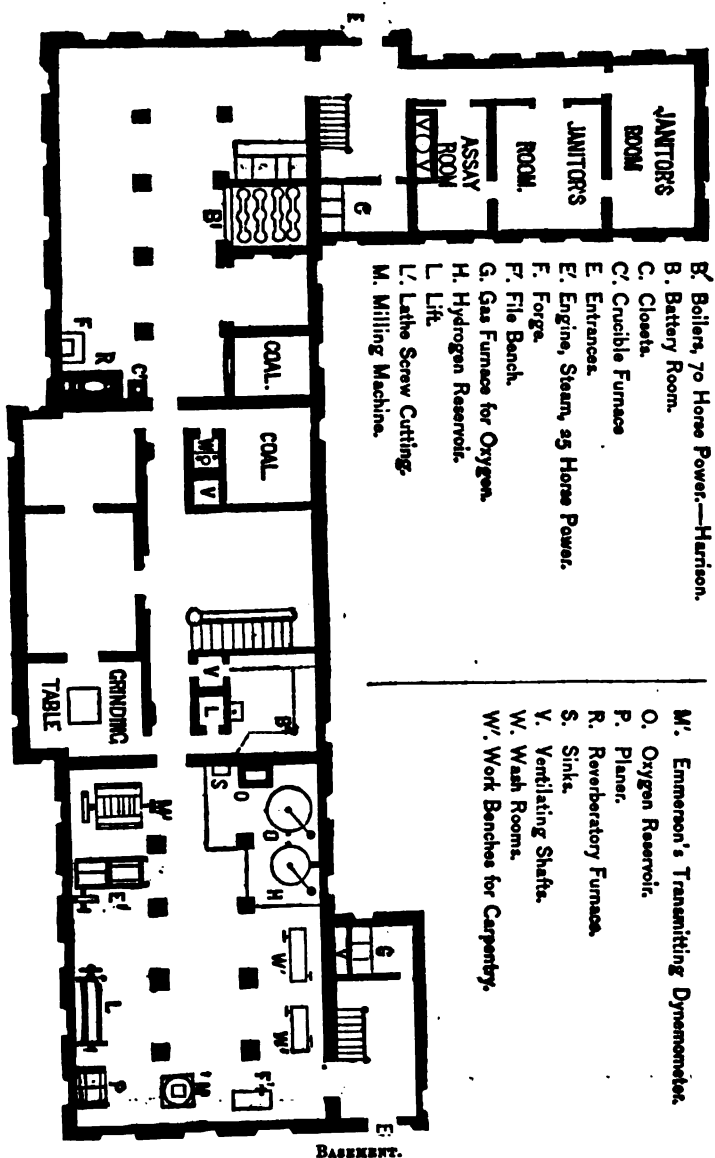 E
JANITOR'S
ROOM
JANITOR'S
ROOM.
ASSAY
ROOM
C
B'
F
R
C'
COAL.
COAL.
W
P
V
V
L
B
GRINDING
TABLE
S
O
O
H
W'
E'
L
P
M
F'
W'
W'
C
E
B'. Boilers, 70 Horse Power.—Harrison.
B. Battery Room.
C. Closets.
C'. Crucible Furnace
E. Entrances.
E'. Engine, Steam, 25 Horse Power.
F. Forge.
F'. File Bench.
G. Gas Furnace for Oxygen.
H. Hydrogen Reservoir.
L. Lift.
L'. Lathe Screw Cutting.
M. Milling Machine.
M'. Emmerson's Transmitting Dynemometer.
O. Oxygen Reservoir.
P. Planer.
R. Reverberatory Furnace.
S. Sinks.
V. Ventilating Shafts.
W. Wash Rooms.
W'. Work Benches for Carpentry.
BASEMENT.